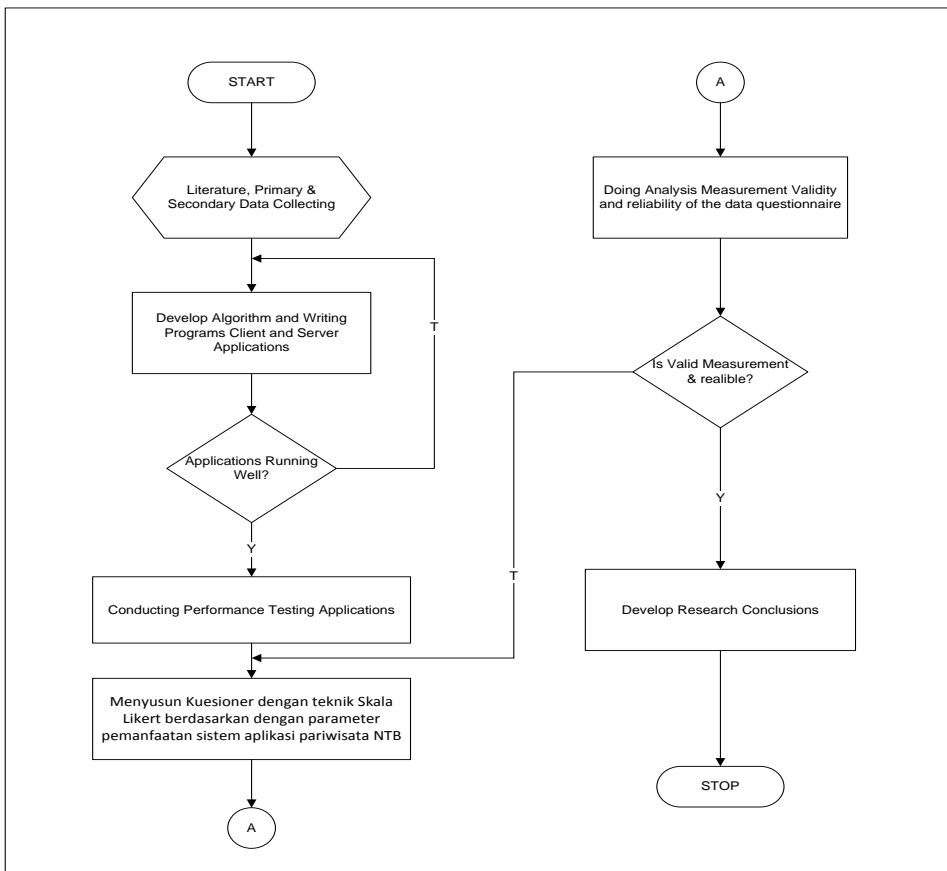 START
Literature, Primary &
Secondary Data Collecting
Develop Algorithm and Writing
Programs Client and Server
Applications
T
Applications Running
Well?
Y
Conducting Performance Testing Applications
Menyusun Kuesioner dengan teknik Skala
Likert berdasarkan dengan parameter
pemanfaatan sistem aplikasi pariwisata NTB
A
A
Doing Analysis Measurement Validity
and reliability of the data questionnaire
Is Valid Measurement
& realible?
T
Y
Develop Research Conclusions
STOP